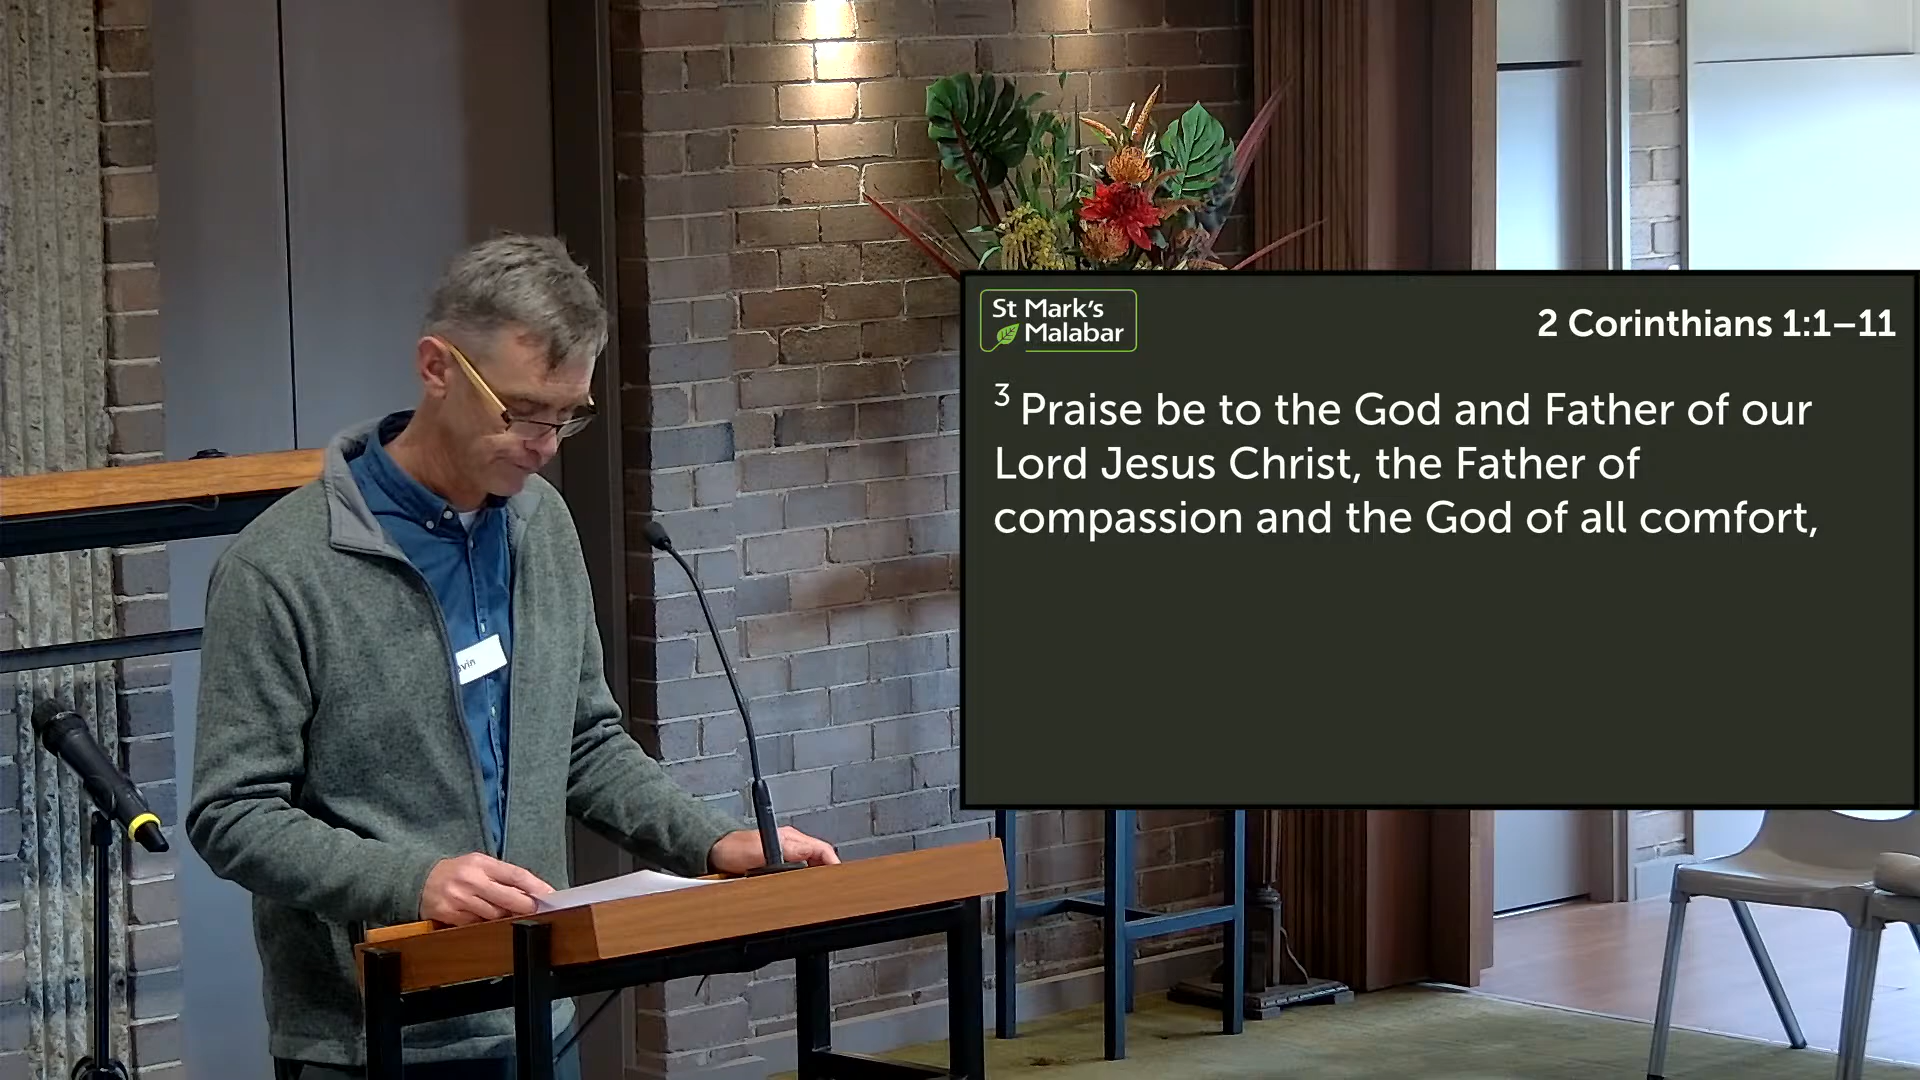 St Mark's
Malabar
2 Corinthians 1:1–11
3 Praise be to the God and Father of our
Lord Jesus Christ, the Father of
compassion and the God of all comfort,